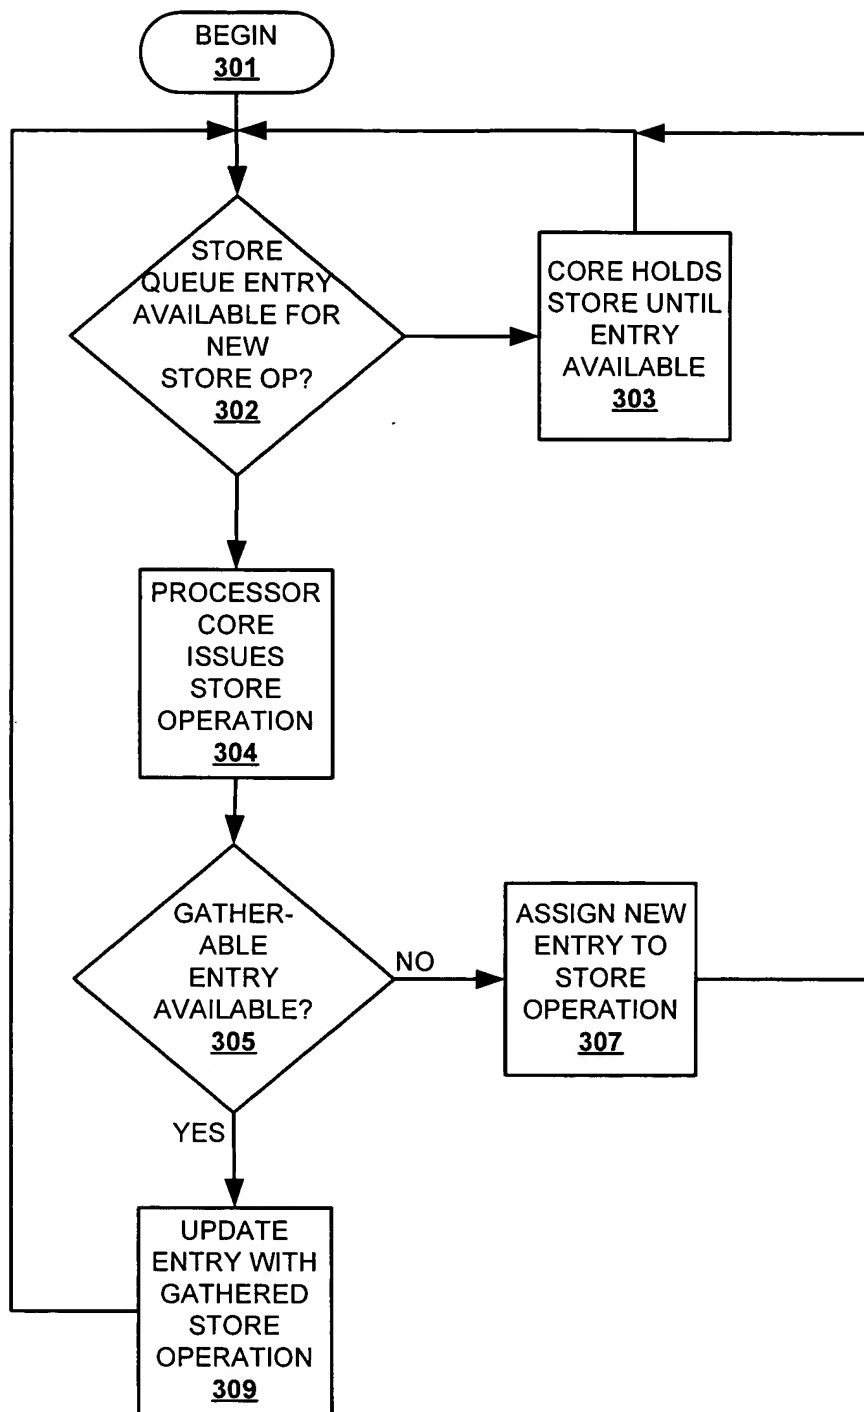 BEGIN
301
STORE
QUEUE ENTRY
AVAILABLE FOR
NEW
STORE OP?
302
CORE HOLDS
STORE UNTIL
ENTRY
AVAILABLE
303
PROCESSOR
CORE
ISSUES
STORE
OPERATION
304
GATHER-
ABLE
ENTRY
AVAILABLE?
305
NO
ASSIGN NEW
ENTRY TO
STORE
OPERATION
307
YES
UPDATE
ENTRY WITH
GATHERED
STORE
OPERATION
309